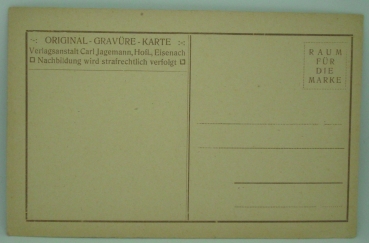 ORIGINAL-GRAVÜRE-KARTE
Verlagsanstalt Carl Jagemann, Hofl., Eisenach
Nachbildung wird strafrechtlich verfolgt
RAUM
FÜR
DIE
MARKE